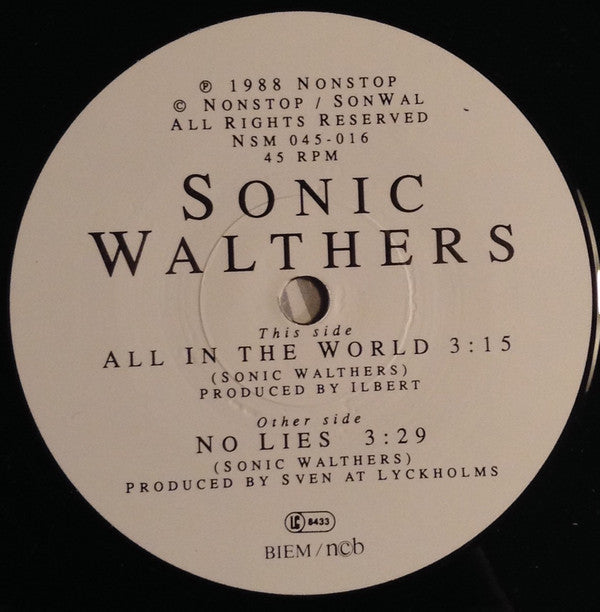 ℗ 1988 NONSTOP
© NONSTOP / SONWAL
ALL RIGHTS RESERVED
NSM 045-016
45 RPM
SONIC
WALTHERS
This side
ALL IN THE WORLD 3:15
(SONIC WALTHERS)
PRODUCED BY ILBERT
Other side
NO LIES 3:29
(SONIC WALTHERS)
PRODUCED BY SVEN AT LYCKHOLMS
LC 8433
BIEM/n©b